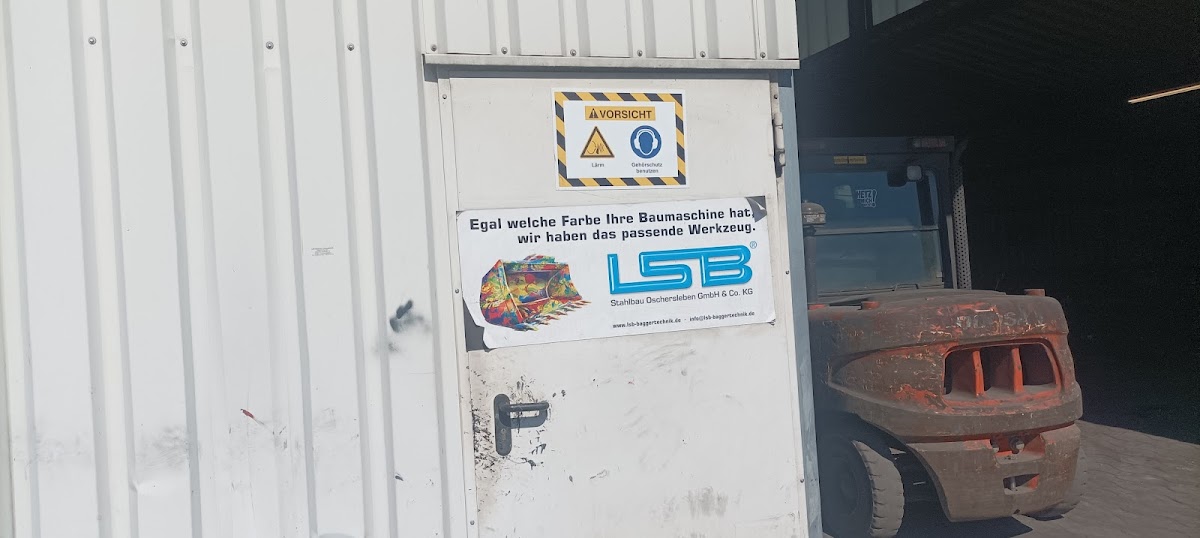 VORSICHT
Lärm
Gehörschutz
benutzen
Egal welche Farbe Ihre Baumaschine hat,
wir haben das passende Werkzeug.
LSB®
Stahlbau Oschersleben GmbH & Co. KG
www.lsb-baggertechnik.de - info@lsb-baggertechnik.de